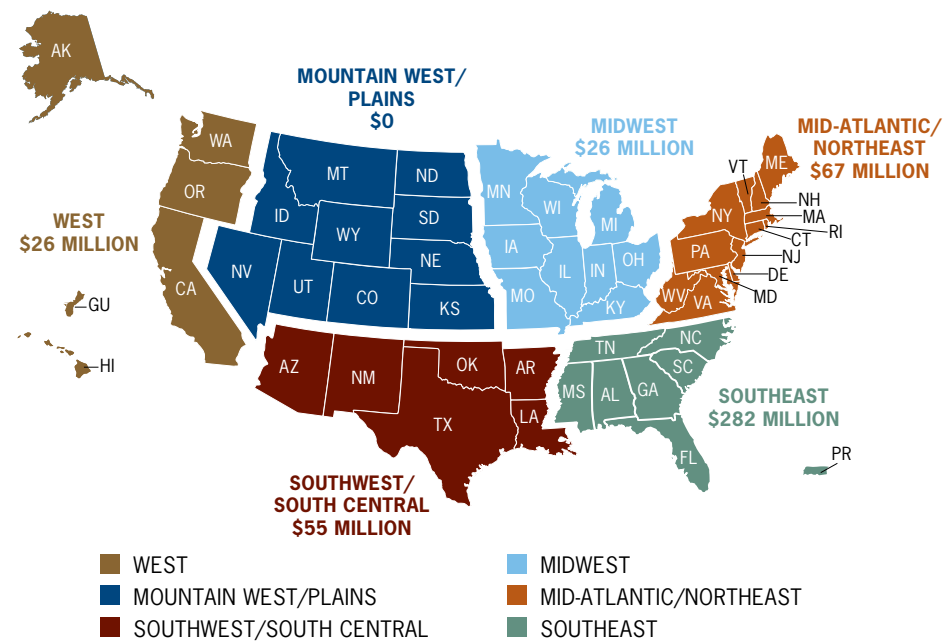 AK
MOUNTAIN WEST/
PLAINS
$0
MIDWEST
$26 MILLION
MID-ATLANTIC/
NORTHEAST
$67 MILLION
WEST
$26 MILLION
WA
OR
CA
GU
HI
MT
ND
ID
SD
WY
NE
NV
UT
CO
KS
MN
WI
MI
IA
IL
IN
OH
MO
KY
VT
ME
NH
MA
RI
CT
NY
PA
NJ
DE
MD
WV
VA
AZ
NM
OK
AR
TX
LA
TN
NC
SC
MS
AL
GA
FL
SOUTHEAST
$282 MILLION
PR
SOUTHWEST/
SOUTH CENTRAL
$55 MILLION
WEST
MOUNTAIN WEST/PLAINS
SOUTHWEST/SOUTH CENTRAL
MIDWEST
MID-ATLANTIC/NORTHEAST
SOUTHEAST